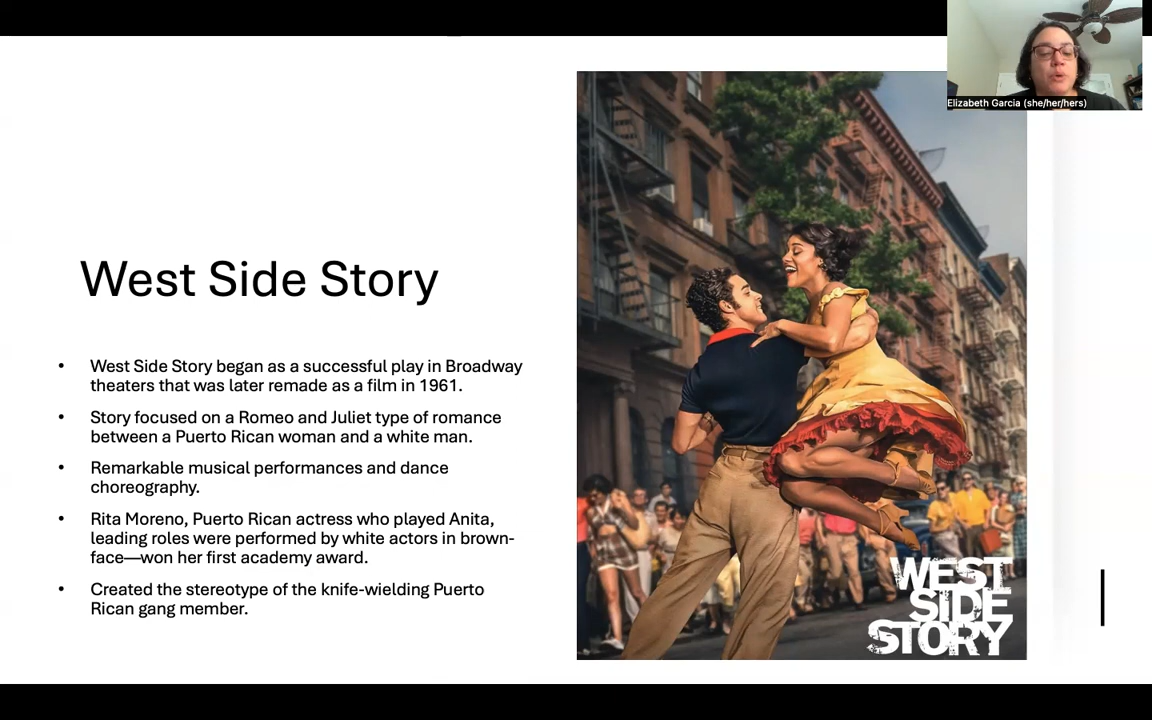 Elizabeth Garcia (she/her/hers)
West Side Story
• West Side Story began as a successful play in Broadway
theaters that was later remade as a film in 1961.
• Story focused on a Romeo and Juliet type of romance
between a Puerto Rican woman and a white man.
• Remarkable musical performances and dance
choreography.
• Rita Moreno, Puerto Rican actress who played Anita,
leading roles were performed by white actors in brown-
face—won her first academy award.
• Created the stereotype of the knife-wielding Puerto
Rican gang member.
WEST
SIDE
STORY